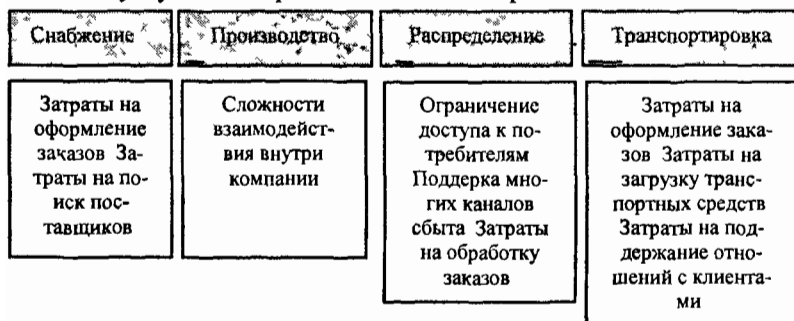 Снабжение
Производство
Распределение
Транспортировка
Затраты на
оформление
заказов За-
траты на по-
иск пос-
тавщиков
Сложности
взаимодейст-
вия внутри
компании
Ограничение
доступа к по-
требителям
Поддерка мно-
гих каналов
сбыта Затраты
на обработку
заказов
Затраты на
оформление зака-
зов Затраты на
загрузку транс-
портных средств
Затраты на под-
держание отно-
шений с клиента-
ми